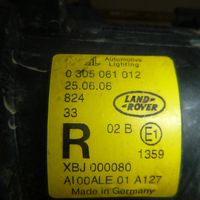 AL Automotive Lighting
0 305 061 012
25.06.06
824
LAND-
ROVER
33
R
02 B
E1
1359
XBJ 000080
A100ALE 01 A127
Made in Germany